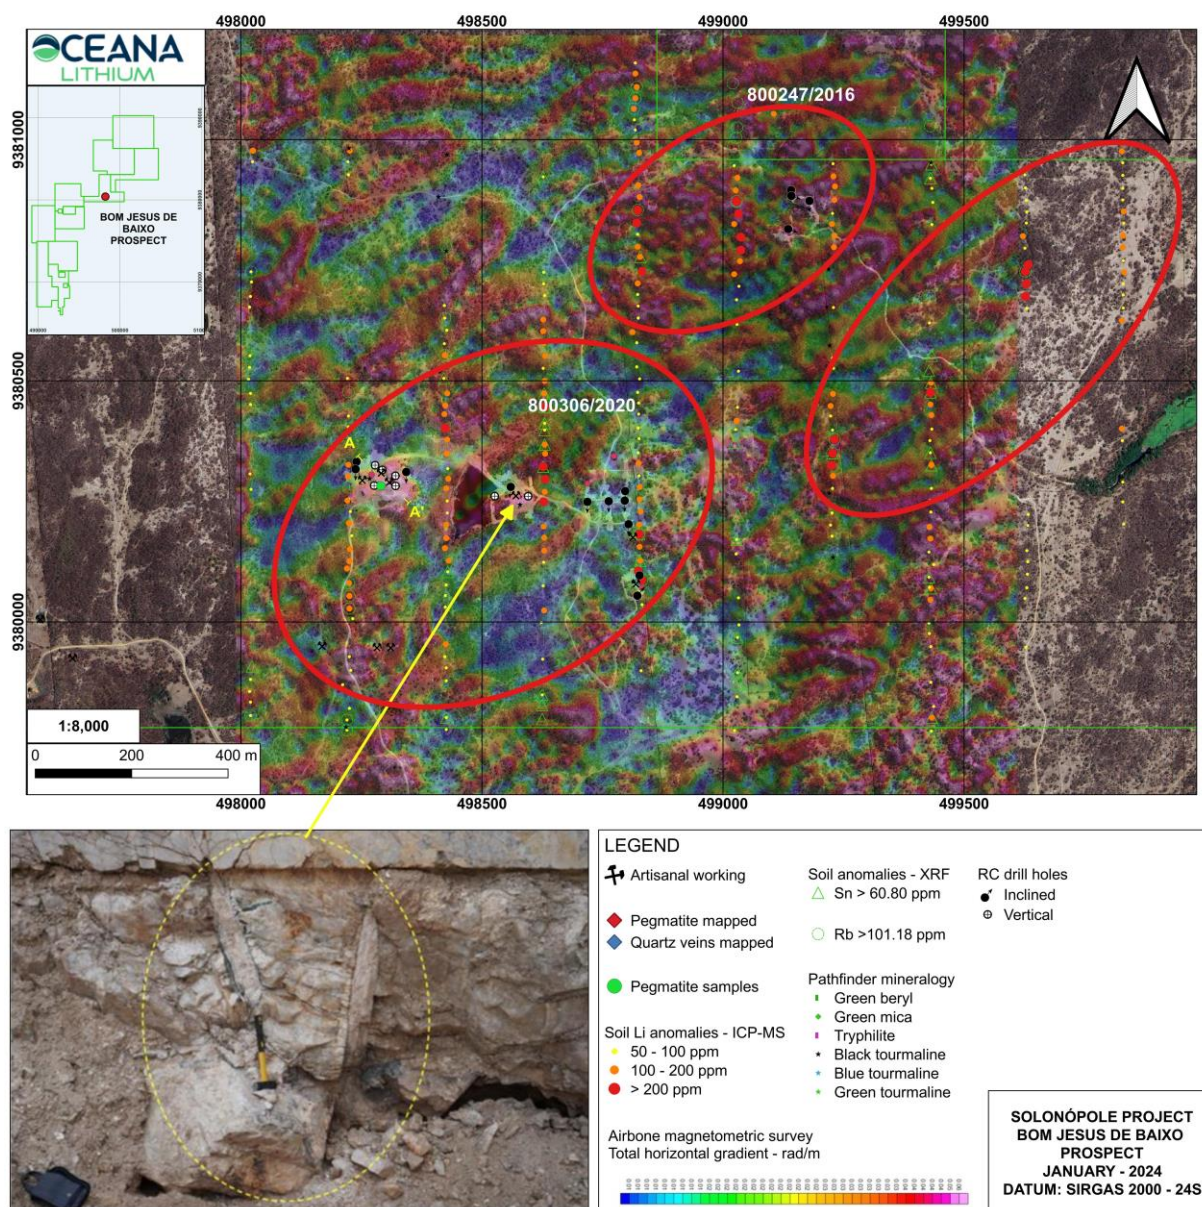 OCEANA
LITHIUM
498000
498500
499000
499500
BOM JESUS DE
BAIXO
PROSPECT
9381000
9380500
9380000
800247/2016
800306/2020
A
A'
1:8,000
0
200
400 m
498000
498500
499000
499500
LEGEND
Artisanal working
Pegmatite mapped
Quartz veins mapped
Pegmatite samples
Soil Li anomalies - ICP-MS
50 - 100 ppm
100 - 200 ppm
> 200 ppm
Airbone magnetometric survey
Total horizontal gradient - rad/m
Soil anomalies - XRF
Sn > 60.80 ppm
Rb >101.18 ppm
Pathfinder mineralogy
Green beryl
Green mica
Tryphilite
Black tourmaline
Blue tourmaline
Green tourmaline
RC drill holes
Inclined
Vertical
SOLONÓPOLE PROJECT
BOM JESUS DE BAIXO
PROSPECT
JANUARY - 2024
DATUM: SIRGAS 2000 - 24S